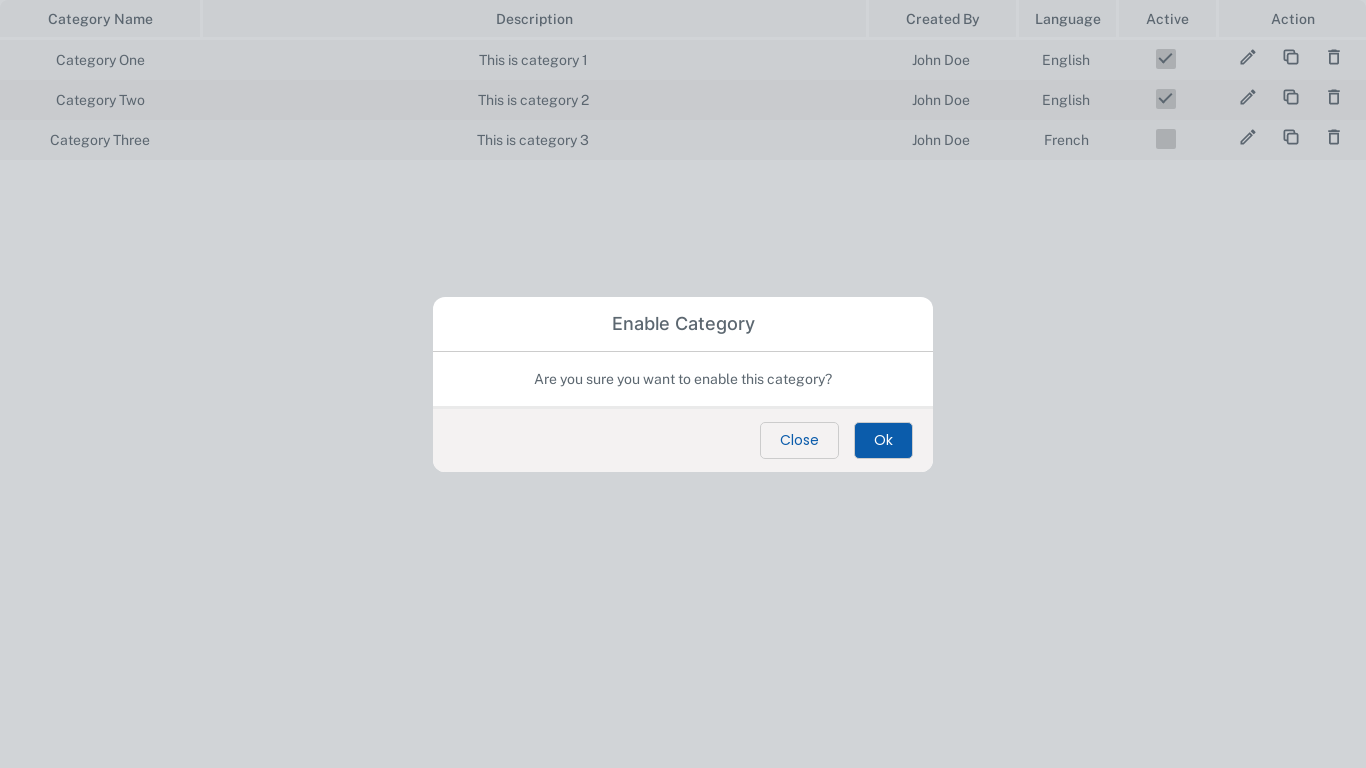 Category Name Description Created By Language Active Action
Category One This is category 1 John Doe English
Category Two This is category 2 John Doe English
Category Three This is category 3 John Doe French
Enable Category
Are you sure you want to enable this category?
Close Ok